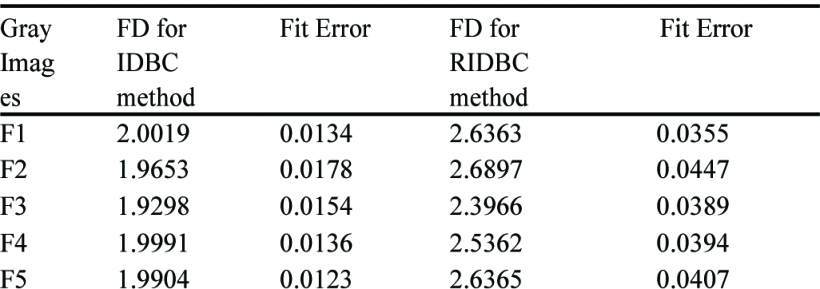 Gray FD for Fit Error FD for Fit Error
Imag IDBC RIDBC
es method method
F1 2.0019 0.0134 2.6363 0.0355
F2 1.9653 0.0178 2.6897 0.0447
F3 1.9298 0.0154 2.3966 0.0389
F4 1.9991 0.0136 2.5362 0.0394
F5 1.9904 0.0123 2.6365 0.0407